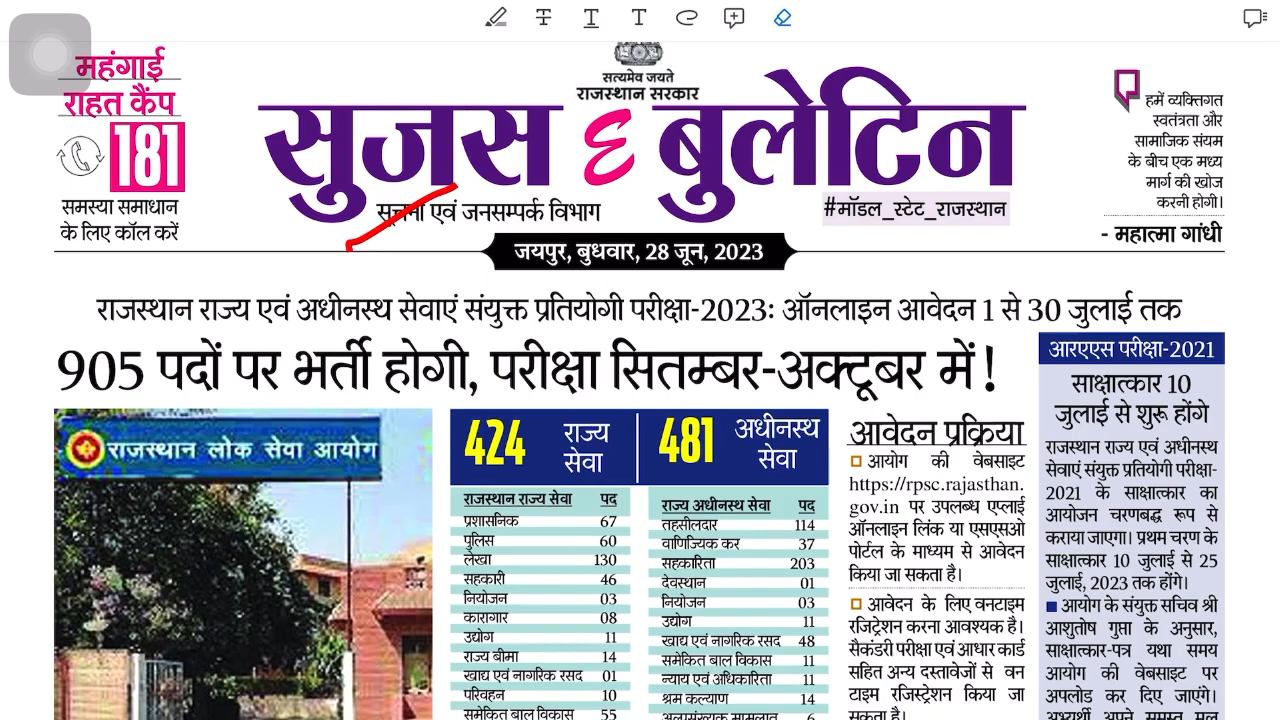 महंगाई
राहत कैंप
181
समस्या समाधान
के लिए कॉल करें
सत्यमेव जयते
राजस्थान सरकार
सुजस e बुलेटिन
सूचना एवं जनसम्पर्क विभाग
#मॉडल_स्टेट_राजस्थान
हमें व्यक्तिगत
स्वतंत्रता और
सामाजिक संयम
के बीच एक मध्य
मार्ग की खोज
करनी होगी।
- महात्मा गांधी
जयपुर, बुधवार, 28 जून, 2023
राजस्थान राज्य एवं अधीनस्थ सेवाएं संयुक्त प्रतियोगी परीक्षा-2023: ऑनलाइन आवेदन 1 से 30 जुलाई तक
905 पदों पर भर्ती होगी, परीक्षा सितम्बर-अक्टूबर में!
राजस्थान लोक सेवा आयोग
424 राज्य सेवा
राजस्थान राज्य सेवा पद
प्रशासनिक 67
पुलिस 60
लेखा 130
सहकारी 46
नियोजन 03
कारागार 08
उद्योग 11
राज्य बीमा 14
खाद्य एवं नागरिक रसद 01
परिवहन 10
समेकित बाल विकास 55
481 अधीनस्थ सेवा
राज्य अधीनस्थ सेवा पद
तहसीलदार 114
वाणिज्यिक कर 37
सहकारिता 203
देवस्थान 01
नियोजन 03
उद्योग 11
खाद्य एवं नागरिक रसद 48
समेकित बाल विकास 11
न्याय एवं अधिकारिता 11
श्रम कल्याण 14
अल्पसंख्यक मामलात 6
आवेदन प्रक्रिया
आयोग की वेबसाइट
https://rpsc.rajasthan.
gov.in पर उपलब्ध एप्लाई
ऑनलाइन लिंक या एसएसओ
पोर्टल के माध्यम से आवेदन
किया जा सकता है।
आवेदन के लिए वनटाइम
रजिट्रेशन करना आवश्यक है।
सैकंडरी परीक्षा एवं आधार कार्ड
सहित अन्य दस्तावेजों से वन
टाइम रजिस्ट्रेशन किया जा
सकता है।
आरएएस परीक्षा-2021
साक्षात्कार 10
जुलाई से शुरू होंगे
राजस्थान राज्य एवं अधीनस्थ
सेवाएं संयुक्त प्रतियोगी परीक्षा-
2021 के साक्षात्कार का
आयोजन चरणबद्ध रूप से
कराया जाएगा। प्रथम चरण के
साक्षात्कार 10 जुलाई से 25
जुलाई, 2023 तक होंगे।
आयोग के संयुक्त सचिव श्री
आशुतोष गुप्ता के अनुसार,
साक्षात्कार-पत्र यथा समय
आयोग की वेबसाइट पर
अपलोड कर दिए जाएंगे।
अभ्यर्थी अपने समस्त मूल